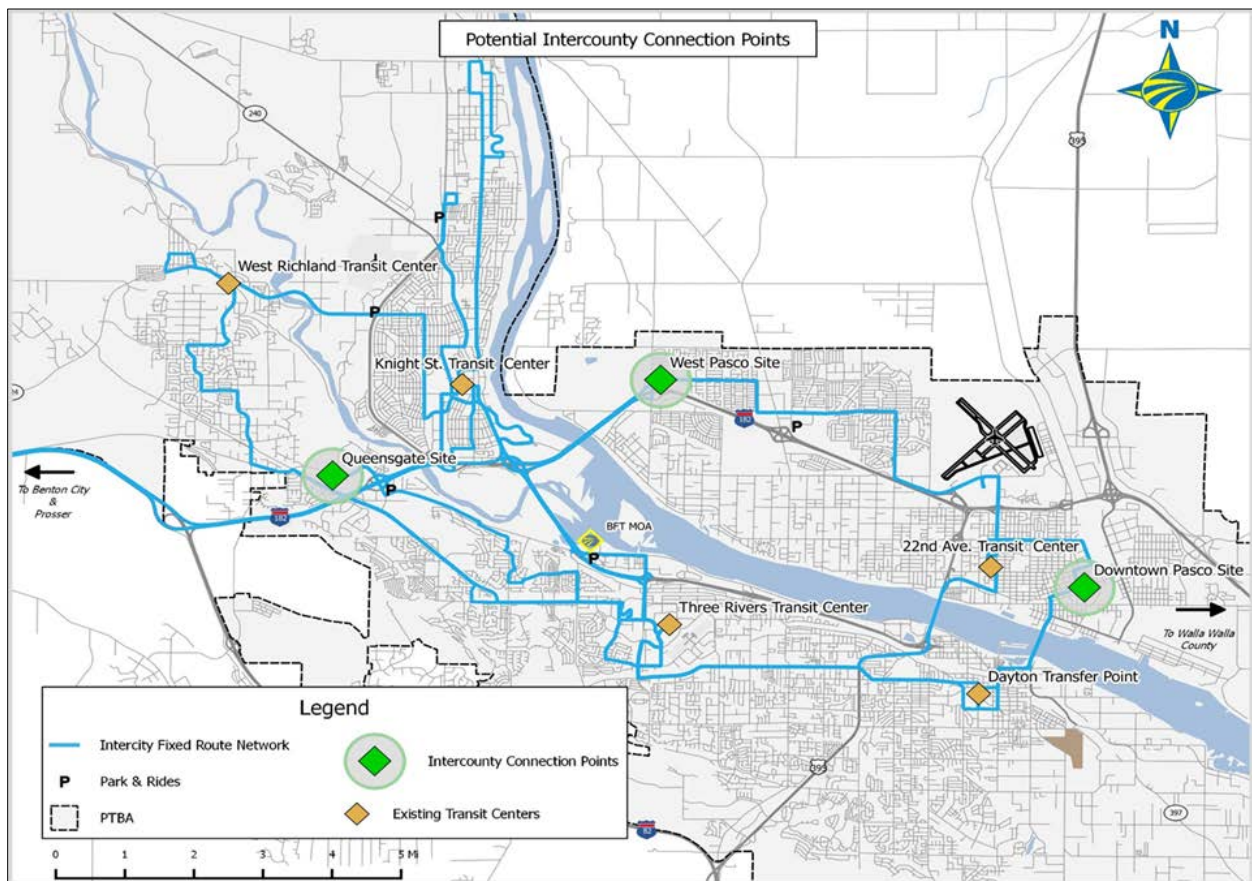 Potential Intercounty Connection Points
N
240
395
P
West Richland Transit Center
P
Knight St. Transit Center
West Pasco Site
182
P
Queensgate Site
P
To Benton City
&
Prosser
182
BFT MOA
P
22nd Ave. Transit Center
Downtown Pasco Site
Three Rivers Transit Center
To Walla Walla
County
Dayton Transfer Point
395
397
82
Legend
Intercity Fixed Route Network
P Park & Rides
PTBA
Intercounty Connection Points
Existing Transit Centers
0 1 2 3 4 5 Mi